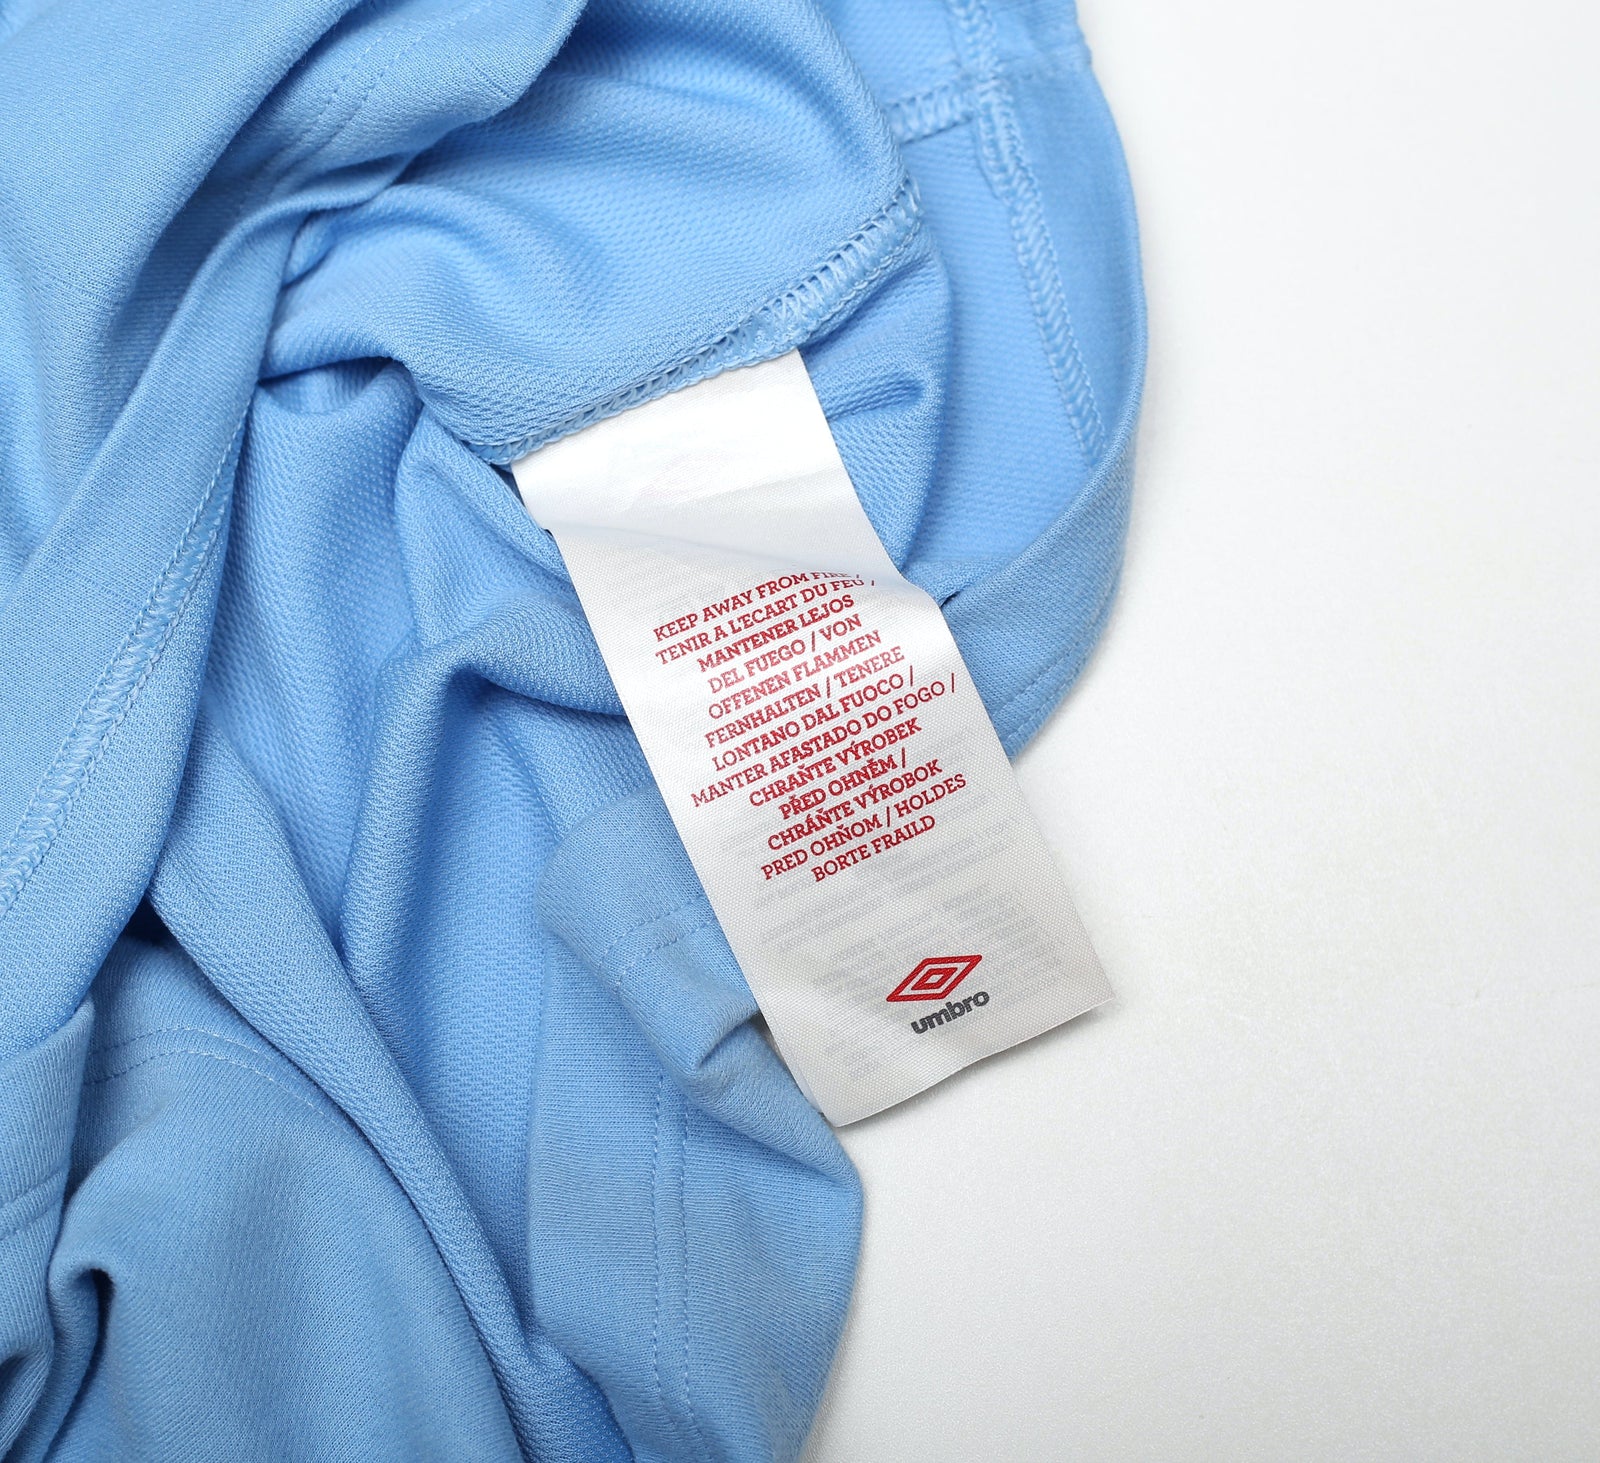 KEEP AWAY FROM FIRE /
TENIR A L'ECART DU FEU /
MANTENER LEJOS
DEL FUEGO / VON
OFFENEN FLAMMEN
FERNHALTEN / TENERE
LONTANO DAL FUOCO /
MANTER AFASTADO DO FOGO /
CHRAŇTE VÝROBEK
PŘED OHNĚM /
CHRÁŇTE VÝROBOK
PRED OHŇOM / HOLDES
BORTE FRAILD
umbro